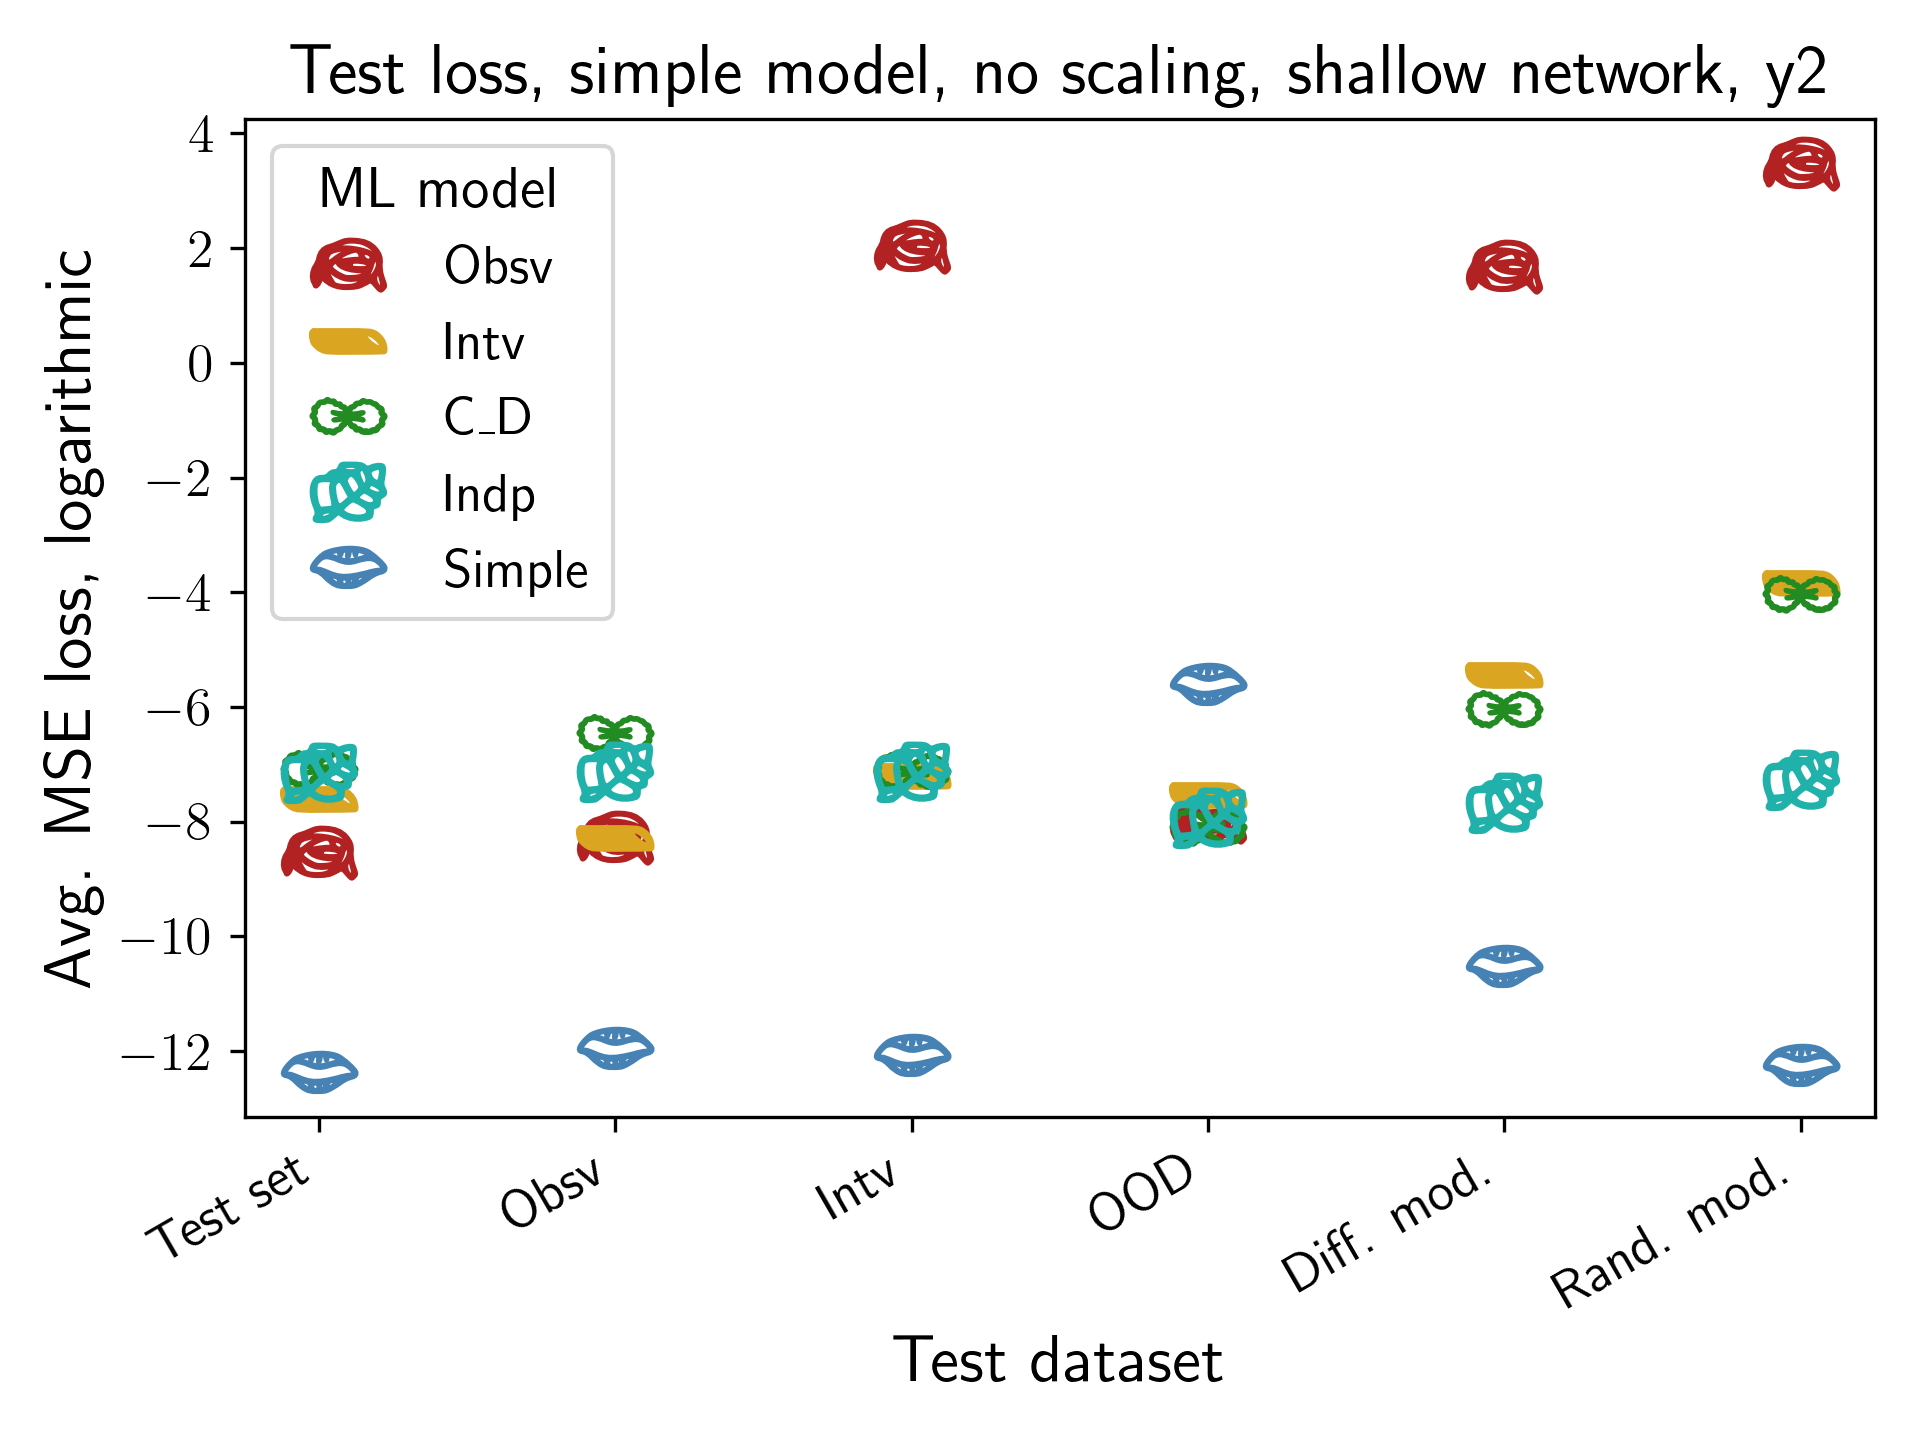 Test loss, simple model, no scaling, shallow network, y2
Avg. MSE loss, logarithmic
4
2
0
−2
−4
−6
−8
−10
−12
ML model
Obsv
Intv
C_D
Indp
Simple
Test set
Obsv
Intv
OOD
Diff. mod.
Rand. mod.
Test dataset